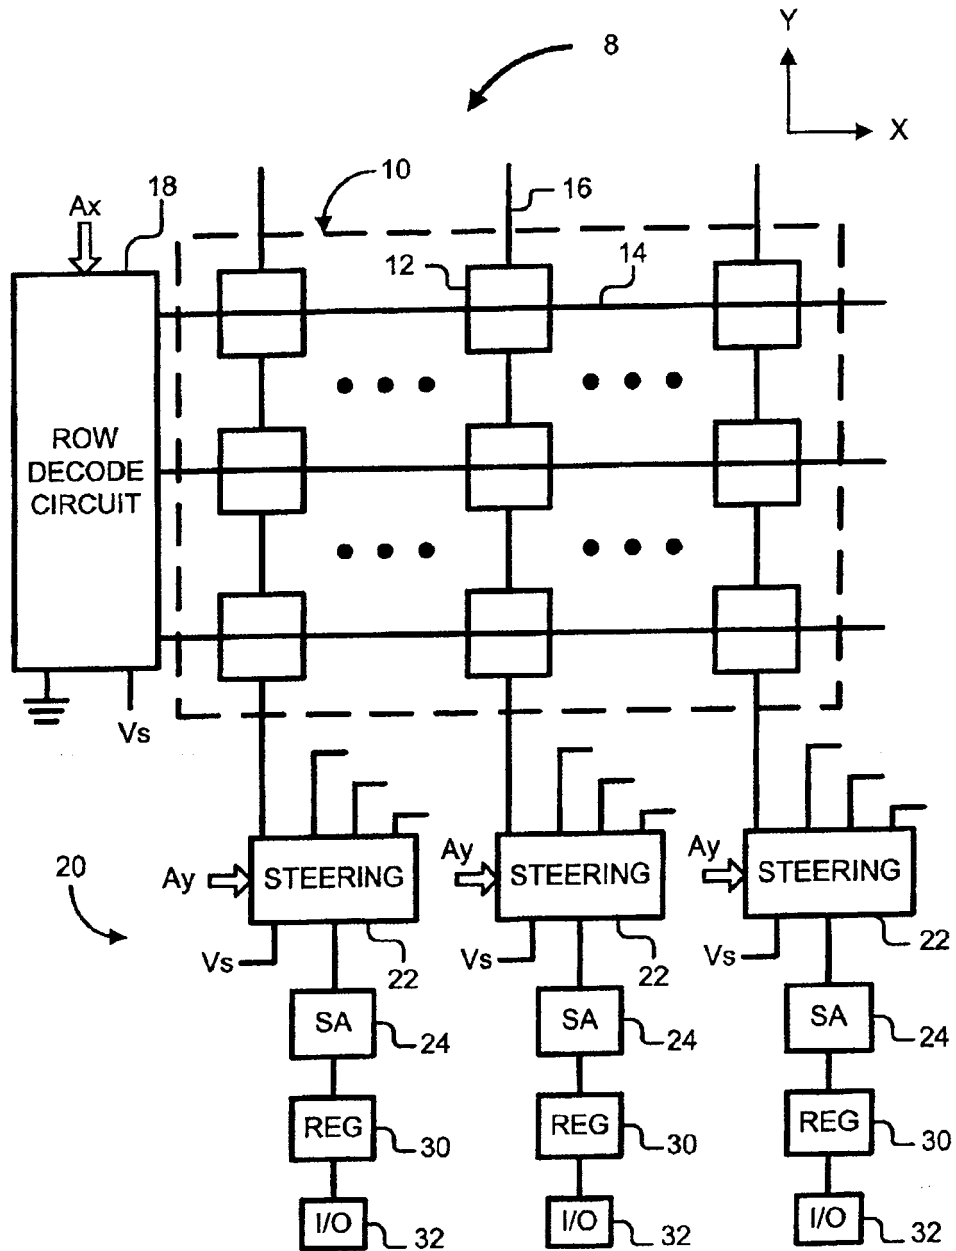 Y
8
X
10
18
16
Ax
12
14
ROW
DECODE
CIRCUIT
Vs
20
Ay STEERING
Ay STEERING
Ay STEERING
Vs 22
Vs 22
Vs 22
SA 24
SA 24
SA 24
REG 30
REG 30
REG 30
I/O 32
I/O 32
I/O 32